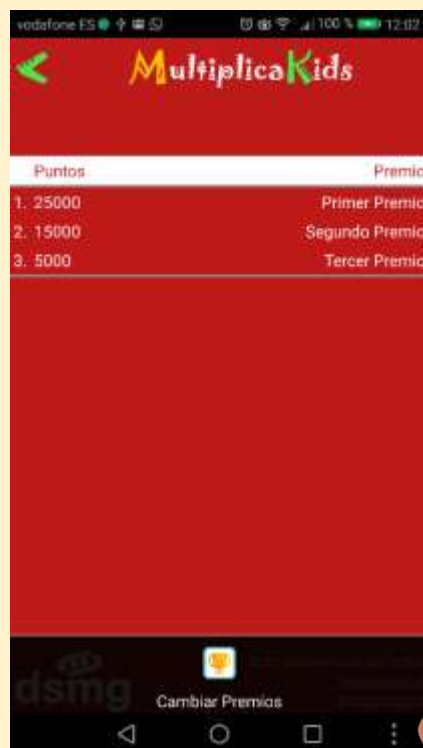 vodafone ES 100 % 12:02
MultiplicaKids
Puntos Premio
1. 25000 Primer Premio
2. 15000 Segundo Premio
3. 5000 Tercer Premio
dsmg
Cambiar Premios